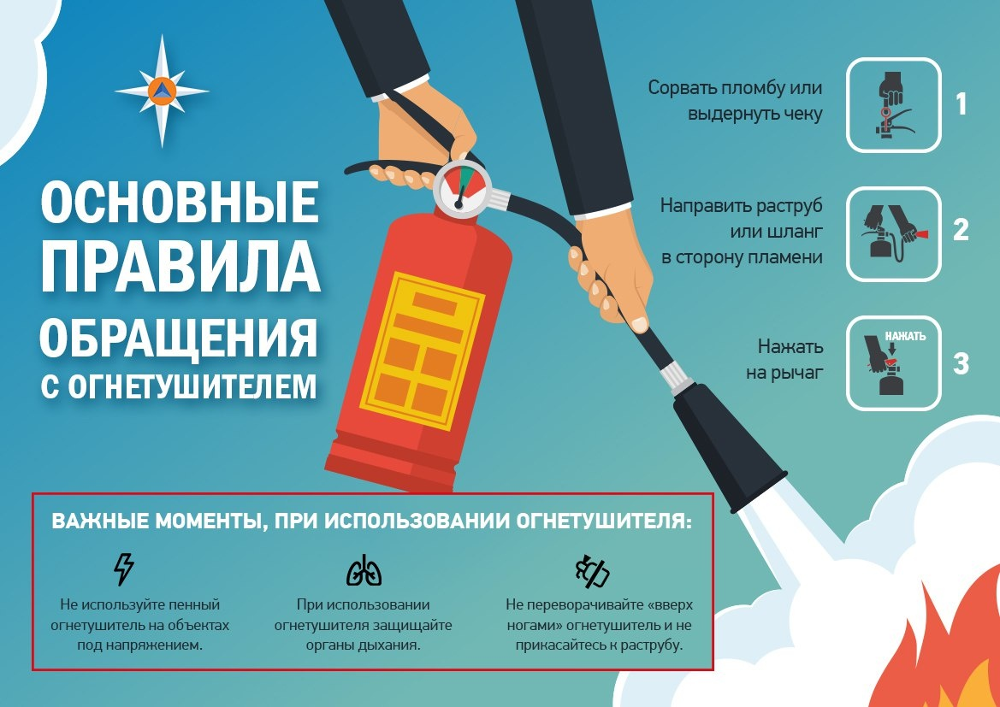 ОСНОВНЫЕ
ПРАВИЛА
ОБРАЩЕНИЯ
С ОГНЕТУШИТЕЛЕМ
Сорвать пломбу или
выдернуть чеку
1
Направить раструб
или шланг
в сторону пламени
2
Нажать
на рычаг
НАЖАТЬ
3
ВАЖНЫЕ МОМЕНТЫ, ПРИ ИСПОЛЬЗОВАНИИ ОГНЕТУШИТЕЛЯ:
Не используйте пенный
огнетушитель на объектах
под напряжением.
При использовании
огнетушителя защищайте
органы дыхания.
Не переворачивайте «вверх
ногами» огнетушитель и не
прикасайтесь к раструбу.